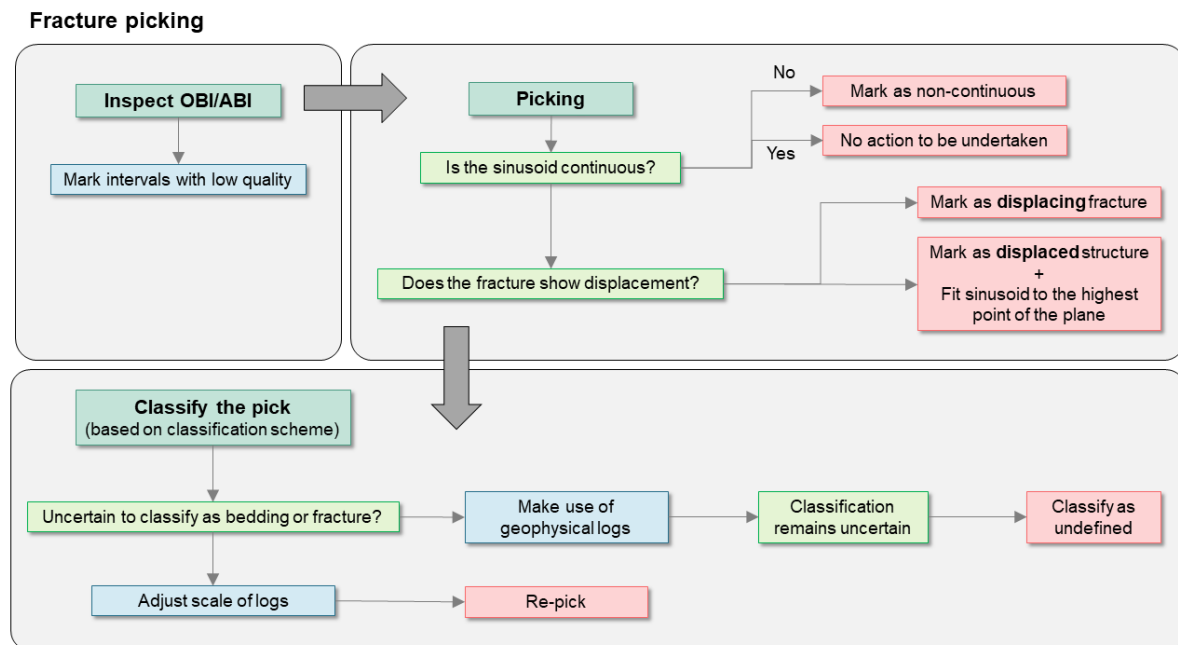 Fracture picking
Inspect OBI/ABI
Mark intervals with low quality
Picking
Is the sinusoid continuous?
No
Yes
Mark as non-continuous
No action to be undertaken
Does the fracture show displacement?
Mark as displacing fracture
Mark as displaced structure
+
Fit sinusoid to the highest
point of the plane
Classify the pick
(based on classification scheme)
Uncertain to classify as bedding or fracture?
Make use of
geophysical logs
Classification
remains uncertain
Classify as
undefined
Adjust scale of logs
Re-pick